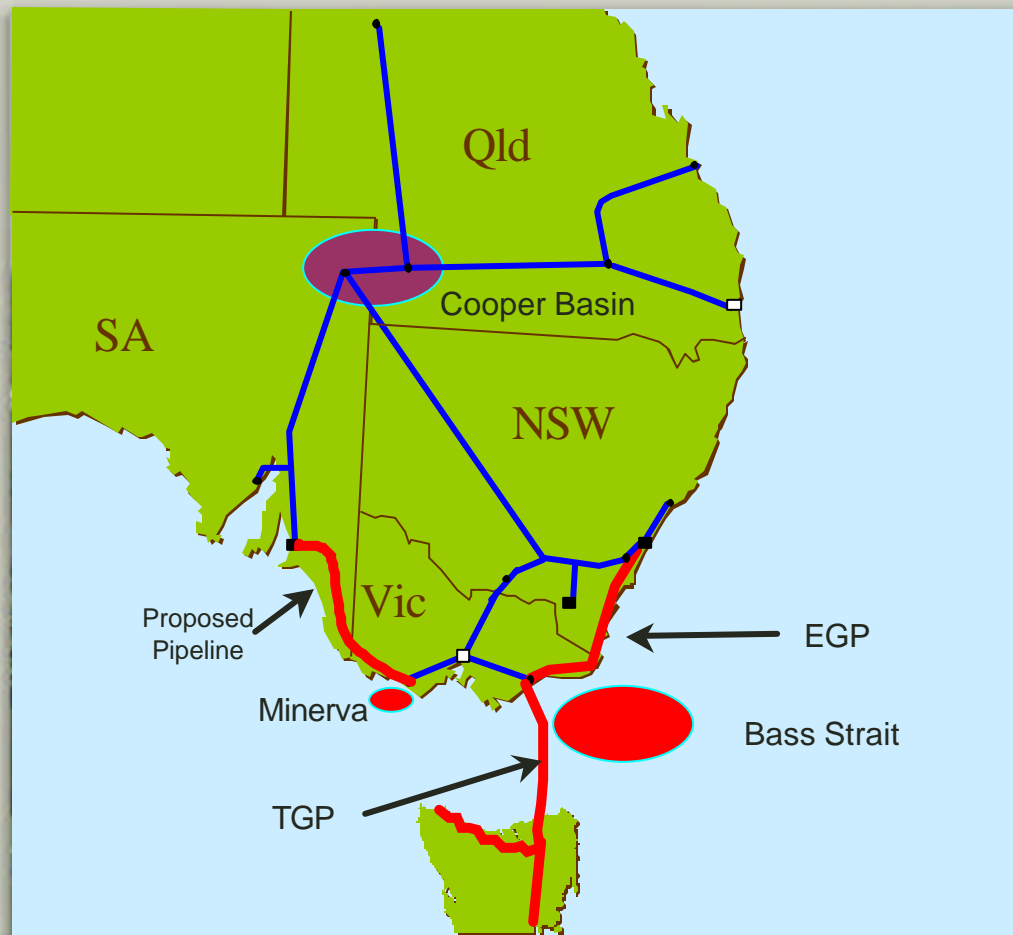 Qld
Cooper Basin
SA
NSW
Vic
Proposed
Pipeline
EGP
Minerva
Bass Strait
TGP